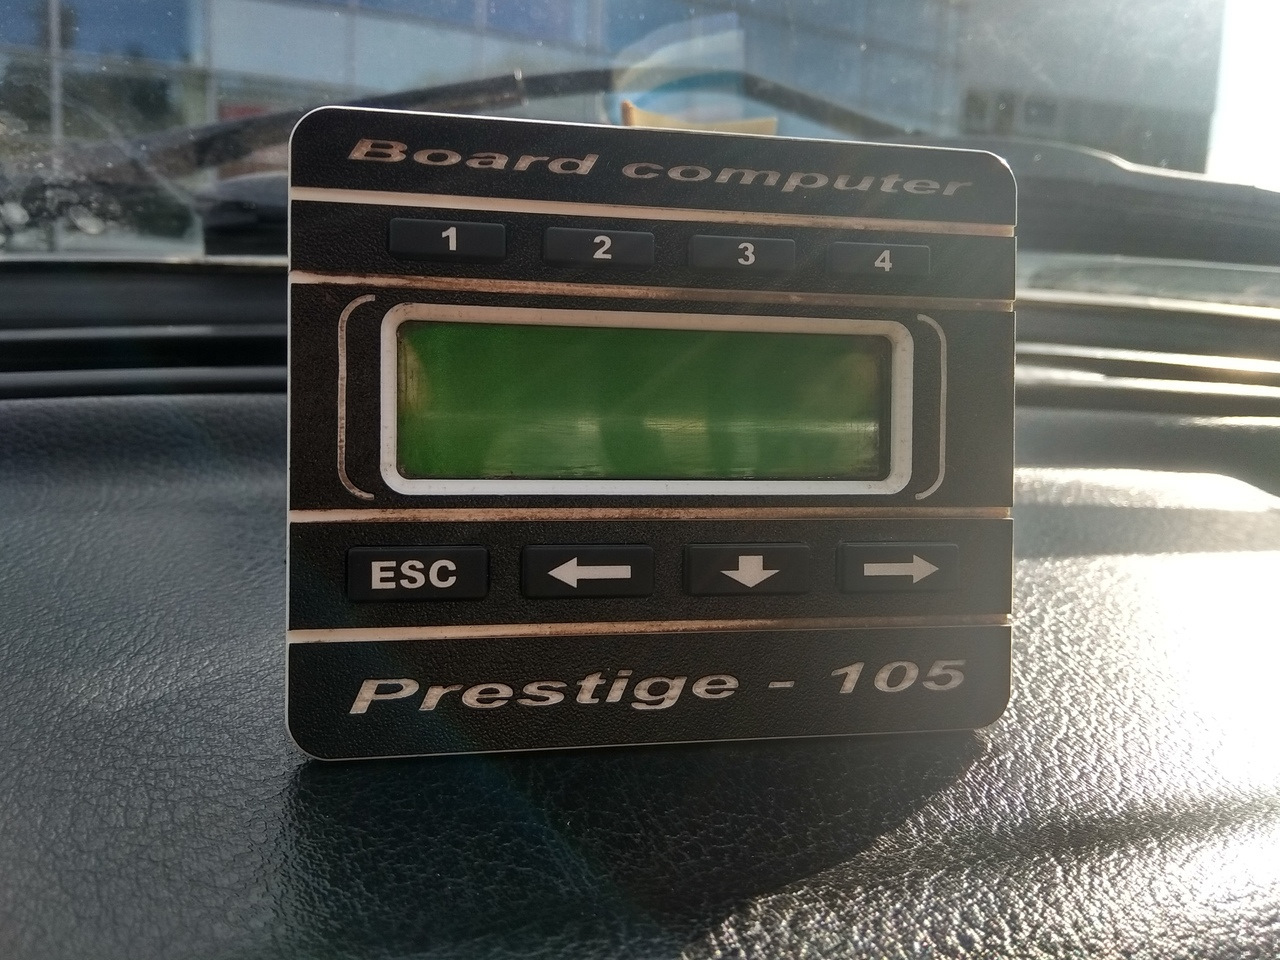 Board computer
1 2 3 4
ESC
Prestige - 105